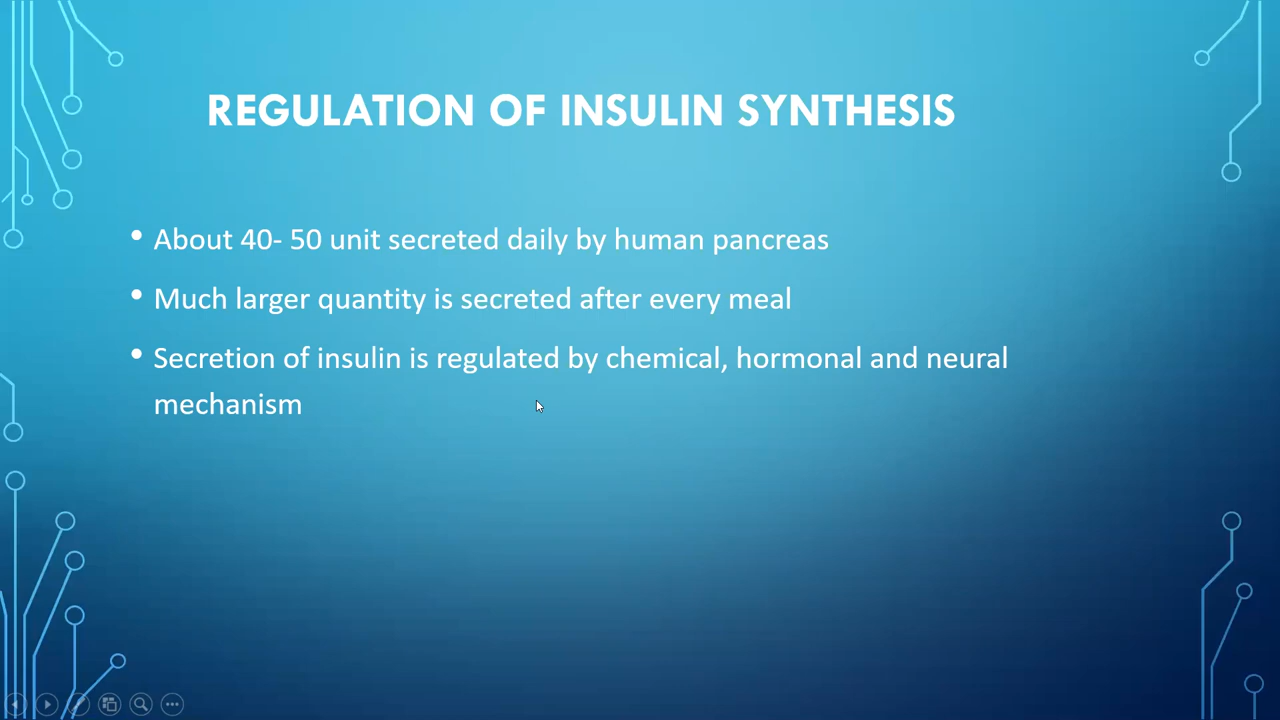 REGULATION OF INSULIN SYNTHESIS
• About 40- 50 unit secreted daily by human pancreas
• Much larger quantity is secreted after every meal
• Secretion of insulin is regulated by chemical, hormonal and neural
mechanism